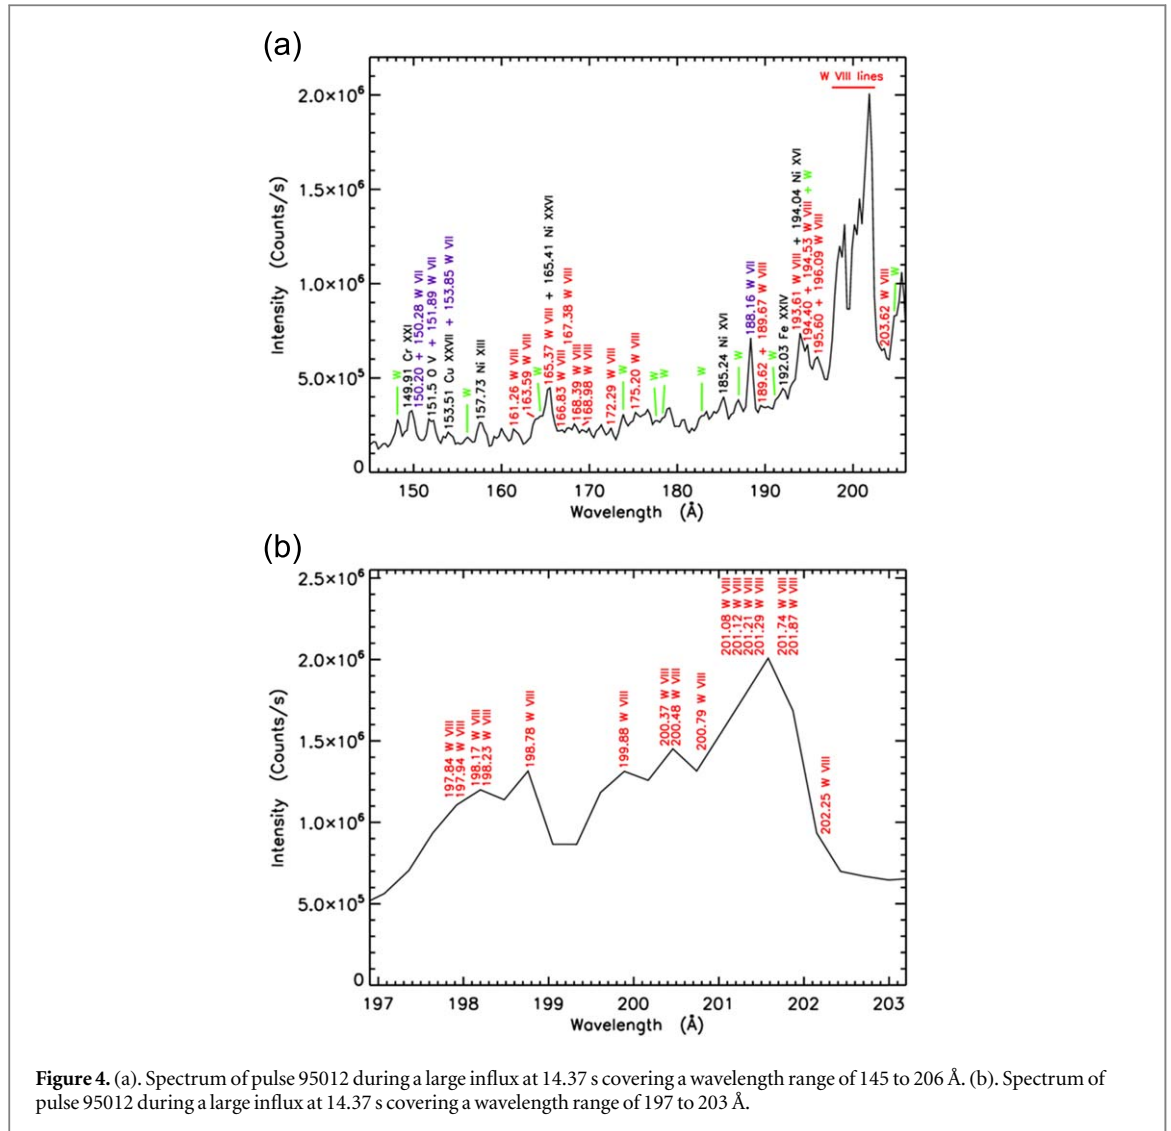 (a)
W VIII lines
2.0×10⁶
1.5×10⁶
1.0×10⁶
5.0×10⁵
0
Intensity (Counts/s)
W
149.91 Cr XXI
150.20 + 150.28 W VII
151.5 O V + 151.89 W VII
153.51 Cu XXVII + 153.85 W VII
W
157.73 Ni XIII
161.26 W VIII
163.59 W VIII
W
165.37 W VIII + 165.41 Ni XXVI
166.83 W VIII
167.38 W VIII
168.39 W VIII
168.98 W VIII
172.29 W VIII
W
175.20 W VIII
W
W
W
185.24 Ni XVI
W
188.16 W VII
189.62 + 189.67 W VIII
W
192.03 Fe XXIV
193.61 W VIII + 194.04 Ni XVI
194.40 + 194.53 W VIII + W
195.60 + 196.09 W VIII
203.62 W VIII
W
150 160 170 180 190 200
Wavelength (Å)
(b)
2.5×10⁶
2.0×10⁶
1.5×10⁶
1.0×10⁶
5.0×10⁵
0
Intensity (Counts/s)
197.84 W VIII
197.94 W VIII
198.17 W VIII
198.23 W VIII
198.78 W VIII
199.88 W VIII
200.37 W VIII
200.48 W VIII
200.79 W VIII
201.08 W VIII
201.12 W VIII
201.21 W VIII
201.29 W VIII
201.74 W VIII
201.87 W VIII
202.25 W VIII
197 198 199 200 201 202 203
Wavelength (Å)
Figure 4. (a). Spectrum of pulse 95012 during a large influx at 14.37 s covering a wavelength range of 145 to 206 Å. (b). Spectrum of
pulse 95012 during a large influx at 14.37 s covering a wavelength range of 197 to 203 Å.